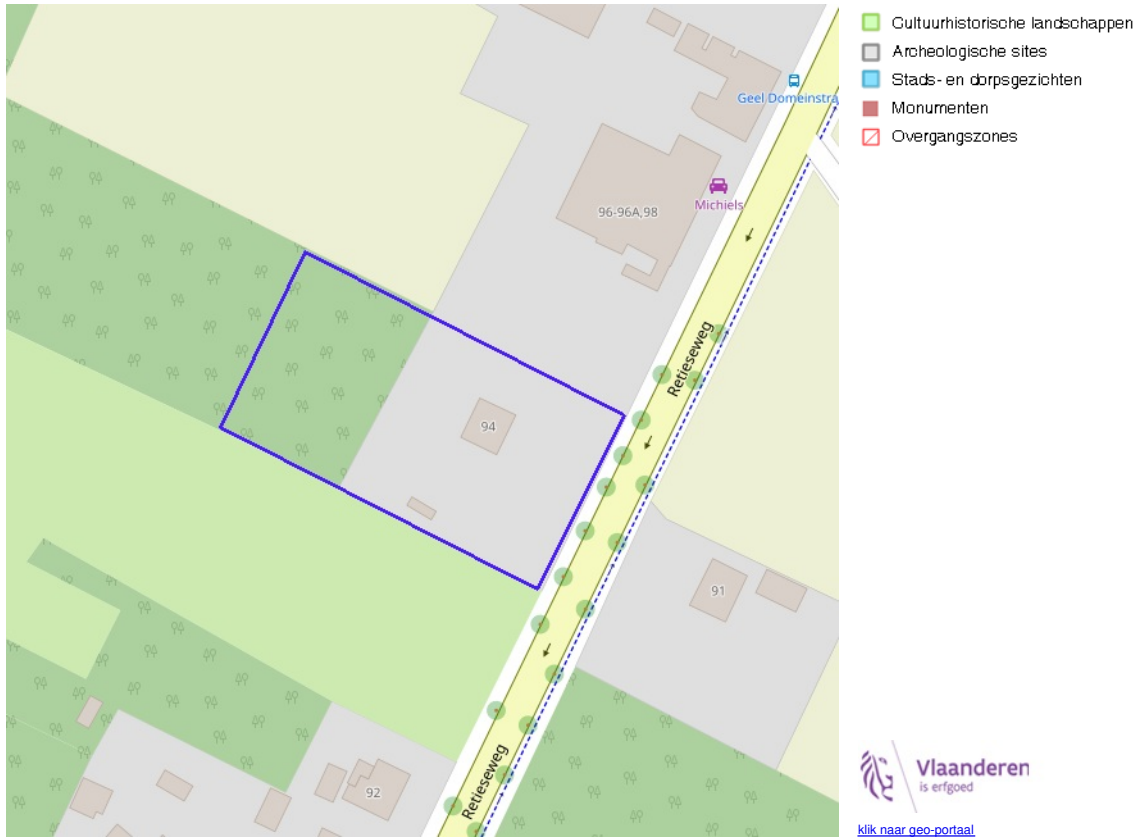 Geel Domeinstra
Michiels
96-96A,98
Retieseweg
94
91
92
Retieseweg
Cultuurhistorische landschappen
Archeologische sites
Stads- en dorpsgezichten
Monumenten
Overgangszones
Vlaanderen
is erfgoed
klik naar geo-portaal